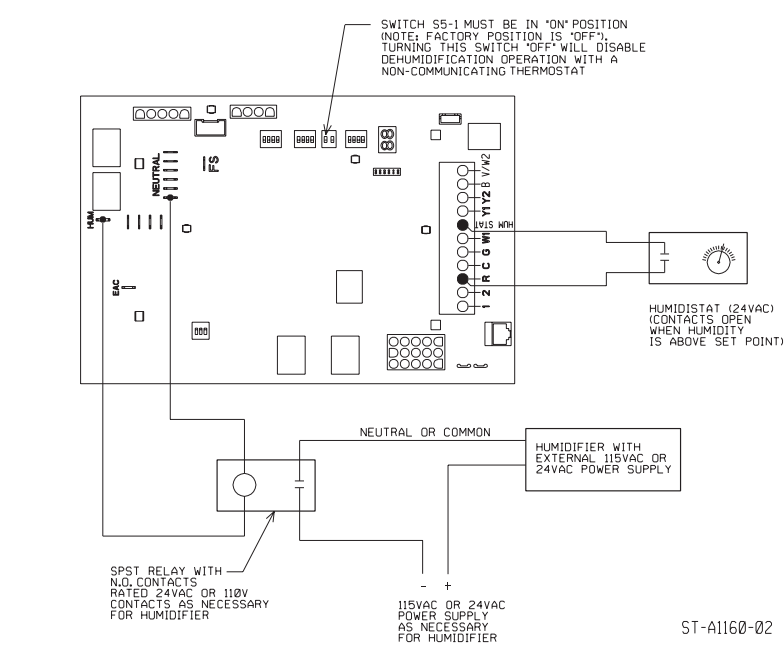 SWITCH S5-1 MUST BE IN "ON" POSITION
(NOTE: FACTORY POSITION IS "OFF").
TURNING THIS SWITCH "OFF" WILL DISABLE
DEHUMIDIFICATION OPERATION WITH A
NON-COMMUNICATING THERMOSTAT
NEUTRAL
FS
HUM
EAC
V/W2
B
Y2
Y1
HUM STAT
W1
G
C
R
2
1
HUMIDISTAT (24VAC)
(CONTACTS OPEN
WHEN HUMIDITY
IS ABOVE SET POINT)
NEUTRAL OR COMMON
HUMIDIFIER WITH
EXTERNAL 115VAC OR
24VAC POWER SUPPLY
SPST RELAY WITH
N.O. CONTACTS
RATED 24VAC OR 110V
CONTACTS AS NECESSARY
FOR HUMIDIFIER
- +
115VAC OR 24VAC
POWER SUPPLY
AS NECESSARY
FOR HUMIDIFIER
ST-A1160-02